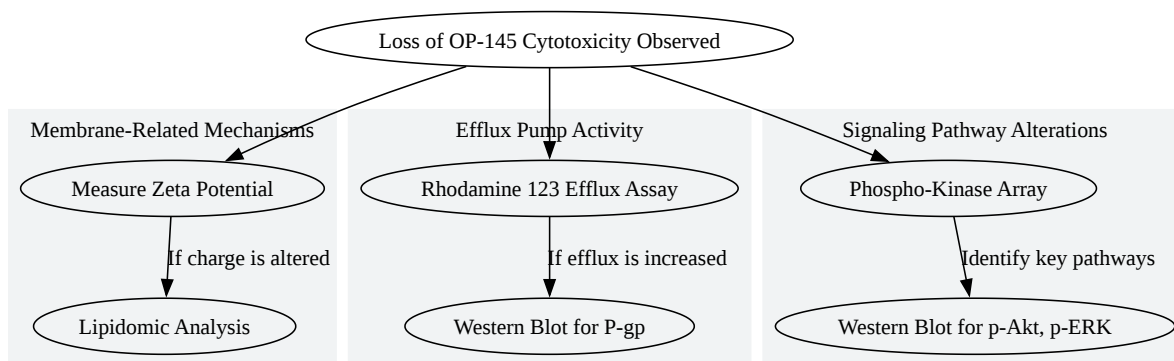 Loss of OP-145 Cytotoxicity Observed
Membrane-Related Mechanisms
Efflux Pump Activity
Signaling Pathway Alterations
Measure Zeta Potential
Rhodamine 123 Efflux Assay
Phospho-Kinase Array
If charge is altered
If efflux is increased
Identify key pathways
Lipidomic Analysis
Western Blot for P-gp
Western Blot for p-Akt, p-ERK